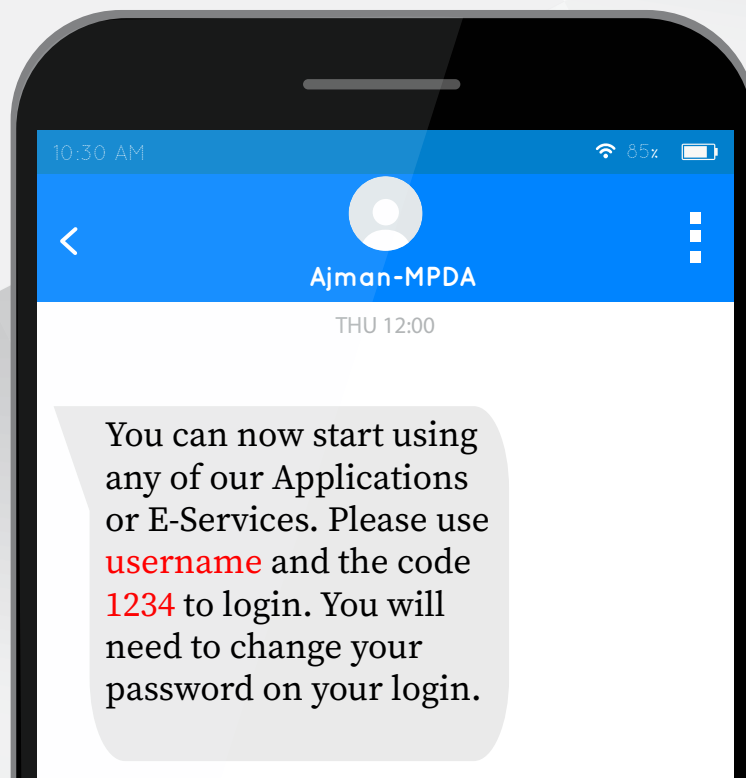 10:30 AM 85%
Ajman-MPDA
THU 12:00
You can now start using
any of our Applications
or E-Services. Please use
username and the code
1234 to login. You will
need to change your
password on your login.